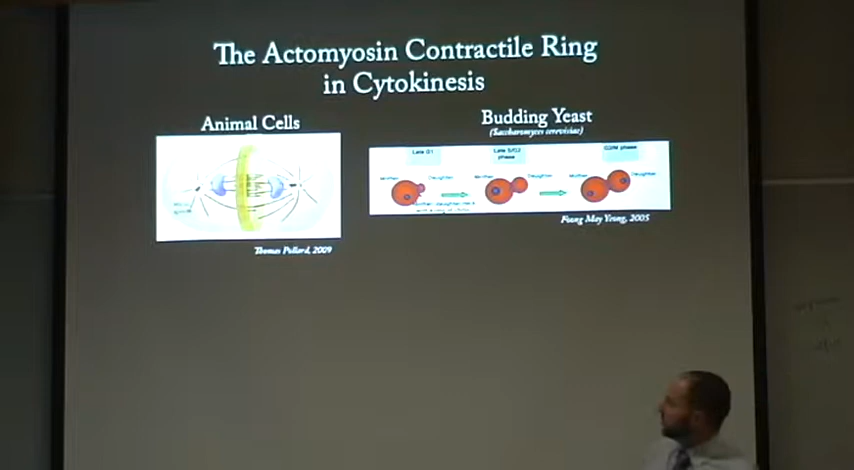 The Actomyosin Contractile Ring
in Cytokinesis
Animal Cells
Thomas Pollard, 2009
Budding Yeast
(Saccharomyces cerevisiae)
Late G1
Late S/G2
phase
G2/M phase
Mother
Daughter
Mother
Daughter
Mother
Daughter
Foong May Yeong, 2005